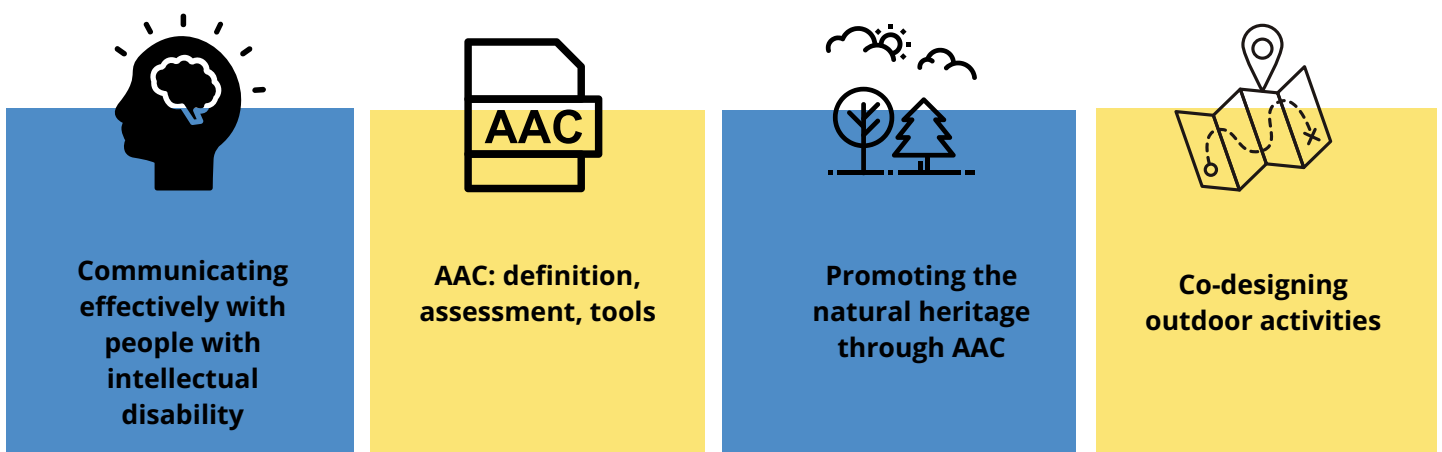 Communicating
effectively with
people with
intellectual
disability
AAC
AAC: definition,
assessment, tools
Promoting the
natural heritage
through AAC
Co-designing
outdoor activities